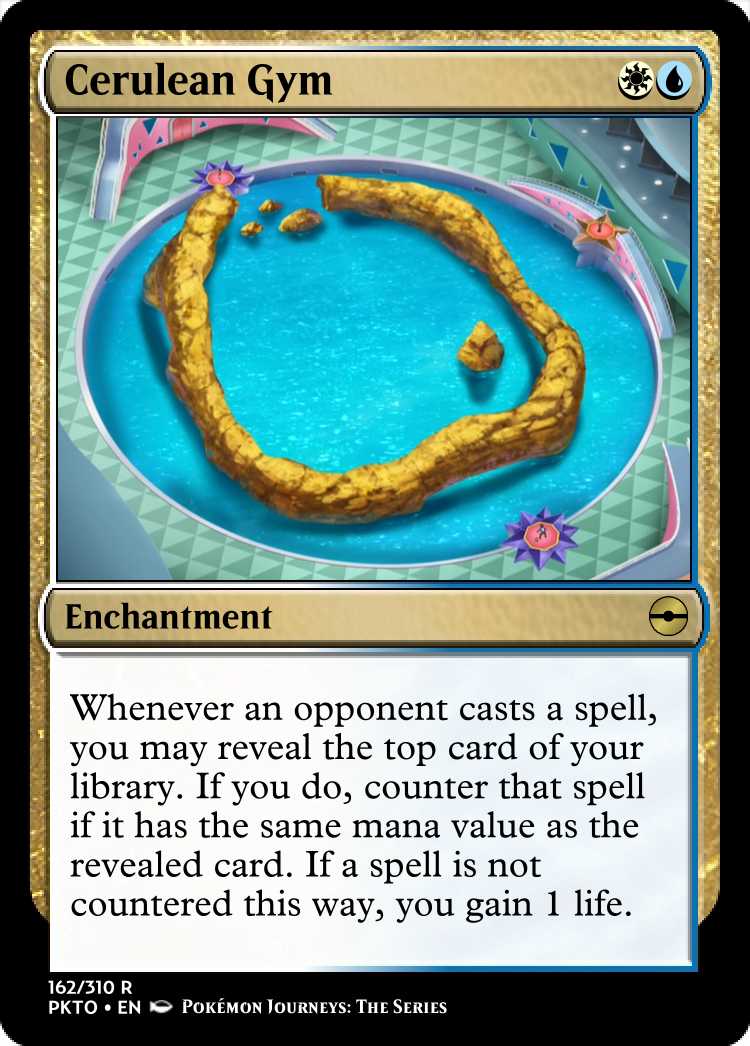 Cerulean Gym
Enchantment
Whenever an opponent casts a spell,
you may reveal the top card of your
library. If you do, counter that spell
if it has the same mana value as the
revealed card. If a spell is not
countered this way, you gain 1 life.
162/310 R
PKTO • EN Pokémon Journeys: The Series